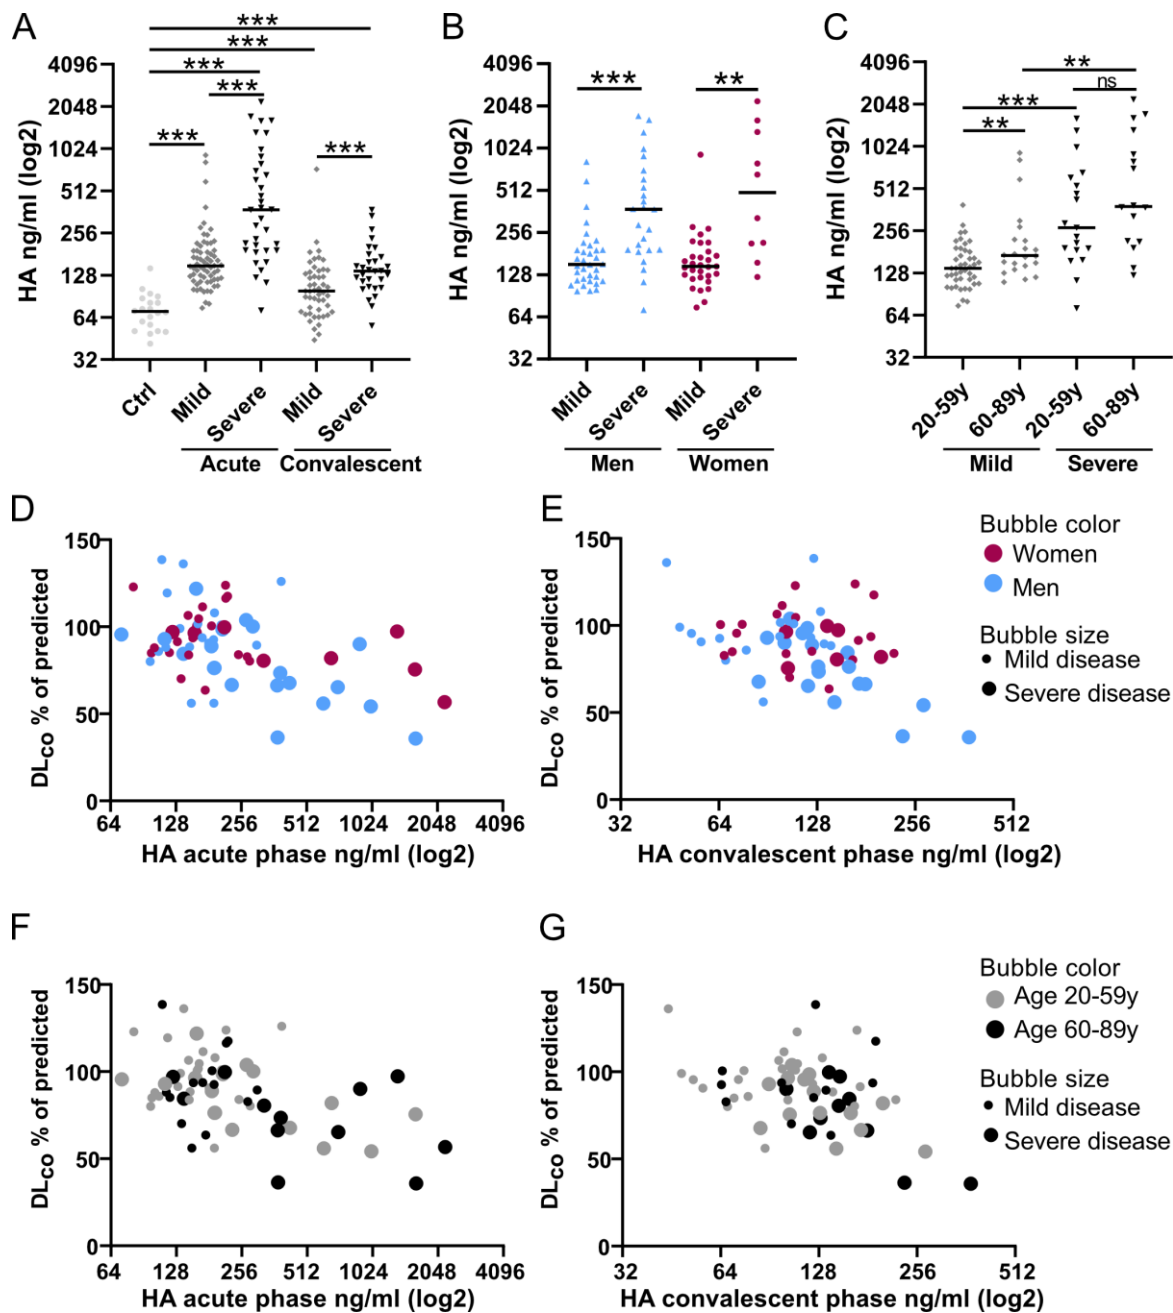 A
B
C
HA ng/ml (log2)
4096
2048
1024
512
256
128
64
32
***
***
***
***
***
***
Ctrl
Mild
Severe
Mild
Severe
Acute
Convalescent
HA ng/ml (log2)
4096
2048
1024
512
256
128
64
32
***
**
Mild
Severe
Mild
Severe
Men
Women
HA ng/ml (log2)
4096
2048
1024
512
256
128
64
32
**
ns
***
**
20-59y
60-89y
20-59y
60-89y
Mild
Severe
D
DLCO % of predicted
150
100
50
0
64 128 256 512 1024 2048 4096
HA acute phase ng/ml (log2)
E
DLCO % of predicted
150
100
50
0
32 64 128 256 512
HA convalescent phase ng/ml (log2)
Bubble color
Women
Men
Bubble size
Mild disease
Severe disease
F
DLCO % of predicted
150
100
50
0
64 128 256 512 1024 2048 4096
HA acute phase ng/ml (log2)
G
DLCO % of predicted
150
100
50
0
32 64 128 256 512
HA convalescent phase ng/ml (log2)
Bubble color
Age 20-59y
Age 60-89y
Bubble size
Mild disease
Severe disease